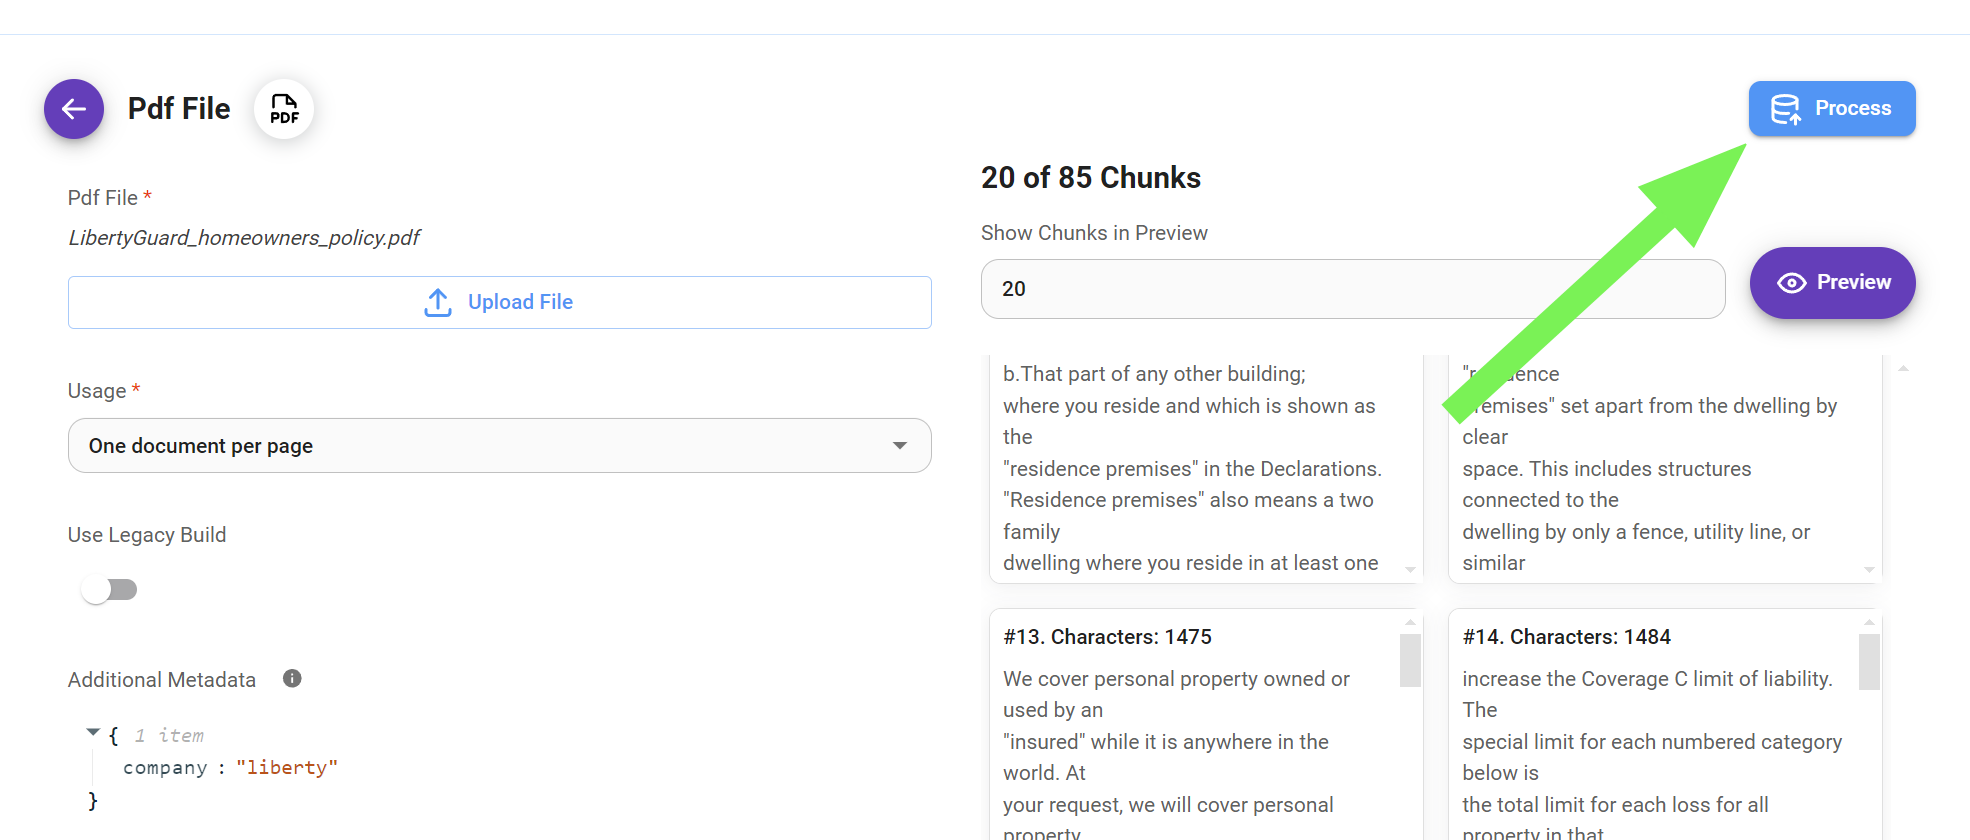 Pdf File
PDF
Process
Pdf File *
LibertyGuard_homeowners_policy.pdf
Upload File
Usage *
One document per page
Use Legacy Build
Additional Metadata
{ 1 item
company : "liberty"
}
20 of 85 Chunks
Show Chunks in Preview
20
Preview
b.That part of any other building;
where you reside and which is shown as
the
"residence premises" in the Declarations.
"Residence premises" also means a two
family
dwelling where you reside in at least one
premises" set apart from the dwelling by
clear
space. This includes structures
connected to the
dwelling by only a fence, utility line, or
similar
#13. Characters: 1475
We cover personal property owned or
used by an
"insured" while it is anywhere in the
world. At
your request, we will cover personal
property
#14. Characters: 1484
increase the Coverage C limit of liability.
The
special limit for each numbered category
below is
the total limit for each loss for all
property in that